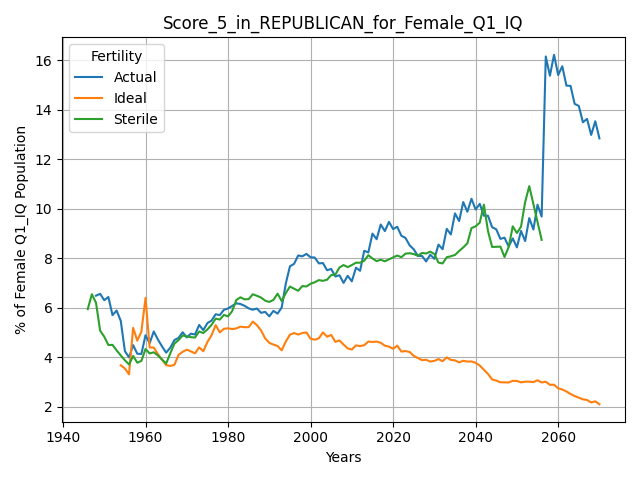 Score_5_in_REPUBLICAN_for_Female_Q1_IQ
Fertility
Actual
Ideal
Sterile
% of Female Q1_IQ Population
16
14
12
10
8
6
4
2
1940 1960 1980 2000 2020 2040 2060
Years